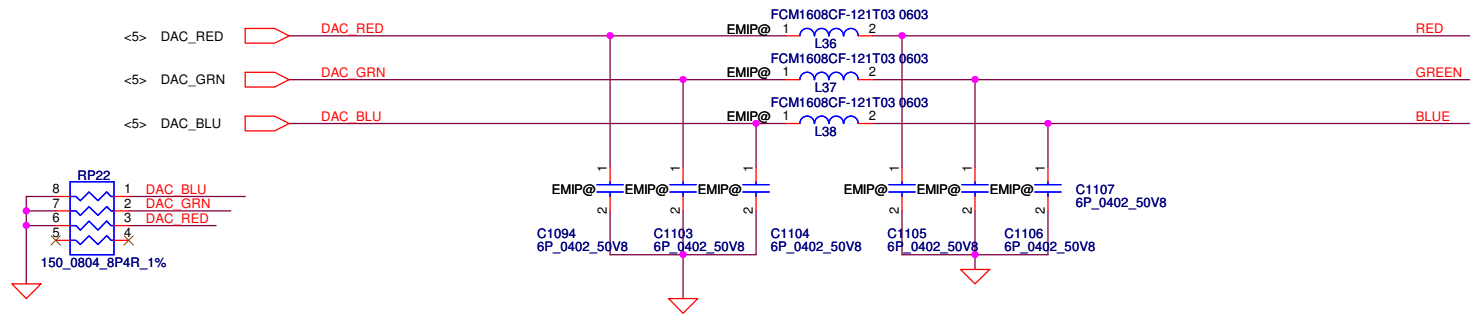 FCM1608CF-121T03 0603
<5> DAC_RED DAC_RED EMIP@ 1 2 RED
L36
FCM1608CF-121T03 0603
<5> DAC_GRN DAC_GRN EMIP@ 1 2 GREEN
L37
FCM1608CF-121T03 0603
<5> DAC_BLU DAC_BLU EMIP@ 1 2 BLUE
L38
RP22
8 1 DAC_BLU
7 2 DAC_GRN
6 3 DAC_RED
5 4
150_0804_8P4R_1%
1 1 1 1 1 1
EMIP@ EMIP@ EMIP@ EMIP@ EMIP@ EMIP@
2 2 2 2 2 2
C1107
6P_0402_50V8
C1094 C1103 C1104 C1105 C1106
6P_0402_50V8 6P_0402_50V8 6P_0402_50V8 6P_0402_50V8 6P_0402_50V8